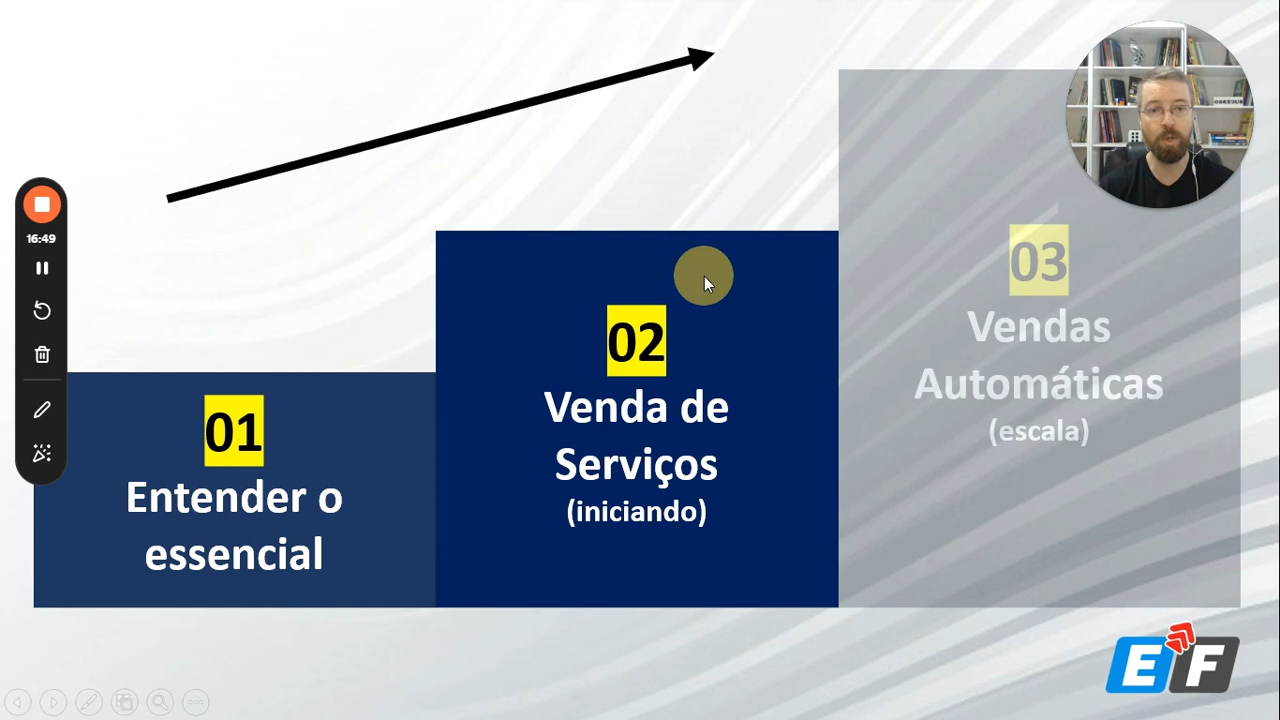 16:49
01
Entender o
essencial
02
Venda de
Serviços
(iniciando)
03
Vendas
Automáticas
(escala)
EF